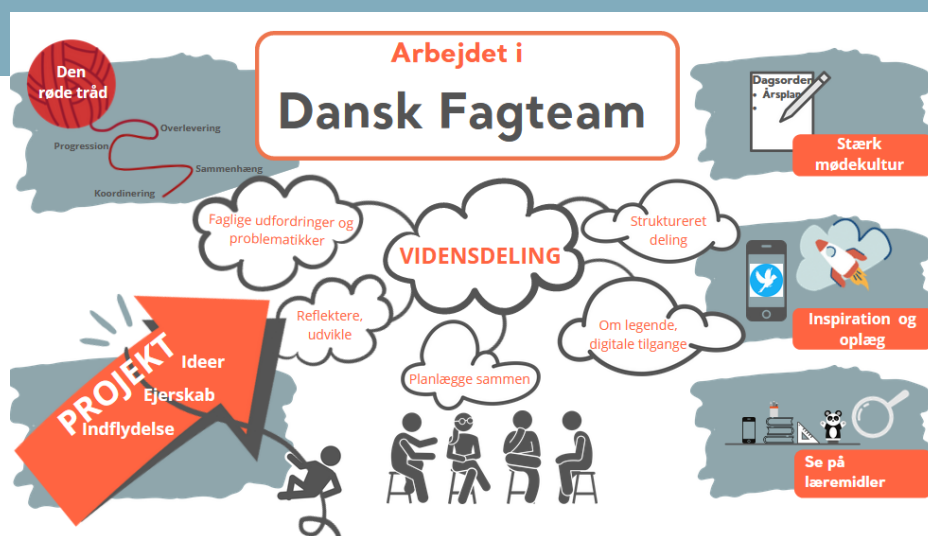 Arbejdet i
Dansk Fagteam
Den
røde tråd
Overlevering
Progression
Sammenhæng
Koordinering
Faglige udfordringer og
problematikker
VIDENSDELING
Struktureret
deling
Reflektere,
udvikle
Om legende,
digitale tilgange
Planlægge sammen
PROJEKT
Ideer
Ejerskab
Indflydelse
Dagsorden
• Årsplan
•
Stærk
mødekultur
Inspiration og
oplæg
Se på
læremidler